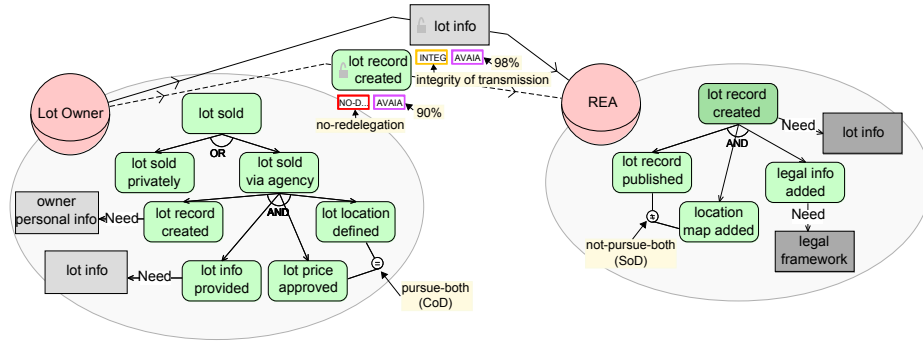 lot info
lot record
created
INTEG
AVAIA
98%
integrity of transmission
NO-D...
AVAIA
90%
no-redelegation
Lot Owner
REA
lot sold
OR
lot sold
privately
lot sold
via agency
AND
owner
personal info
Need
lot record
created
lot location
defined
lot info
Need
lot info
provided
lot price
approved
=
pursue-both
(CoD)
lot record
created
Need
lot info
AND
lot record
published
legal info
added
Need
≠
location
map added
not-pursue-both
(SoD)
legal
framework